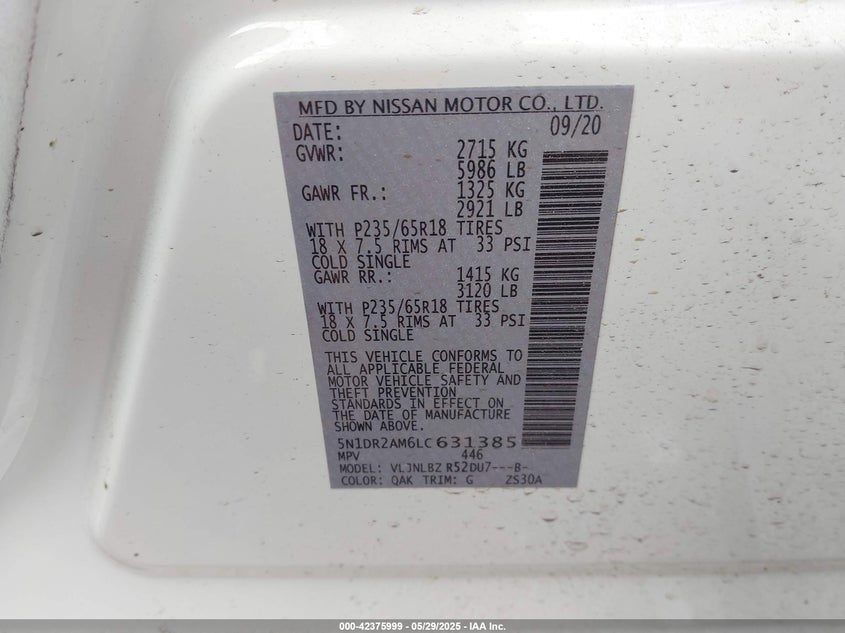 MFD BY NISSAN MOTOR CO., LTD.
DATE: 09/20
GVWR: 2715 KG
5986 LB
GAWR FR.: 1325 KG
2921 LB
WITH P235/65R18 TIRES
18 X 7.5 RIMS AT 33 PSI
COLD SINGLE
GAWR RR.: 1415 KG
3120 LB
WITH P235/65R18 TIRES
18 X 7.5 RIMS AT 33 PSI
COLD SINGLE
THIS VEHICLE CONFORMS TO
ALL APPLICABLE FEDERAL
MOTOR VEHICLE SAFETY AND
THEFT PREVENTION
STANDARDS IN EFFECT ON
THE DATE OF MANUFACTURE
SHOWN ABOVE.
5N1DR2AM6LC631385
MPV 446
MODEL: VLJNLBZ R52DU7---B-
COLOR: QAK TRIM: G ZS30A
000-42375999 - 05/29/2025 - IAA Inc.